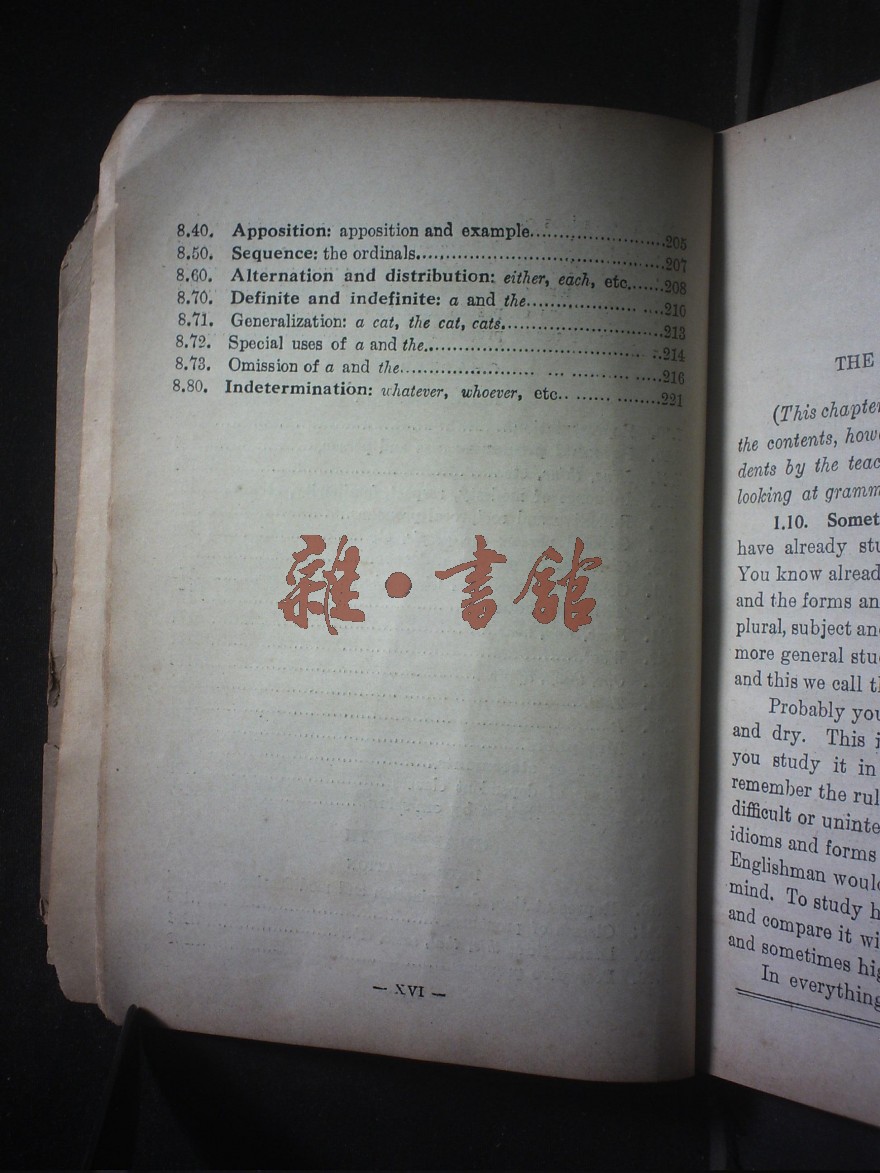 8.40. Apposition: apposition and example....................205
8.50. Sequence: the ordinals....................207
8.60. Alternation and distribution: either, each, etc.......208
8.70. Definite and indefinite: a and the....................210
8.71. Generalization: a cat, the cat, cats....................213
8.72. Special uses of a and the....................214
8.73. Omission of a and the....................216
8.80. Indetermination: whatever, whoever, etc....................221
雜•書館
— XVI —
THE
(This chapter
the contents, how
dents by the teac
looking at gramm
1.10. Somet
have already stu
You know alread
and the forms an
plural, subject an
more general stu
and this we call t
Probably you
and dry. This i
you study it in
remember the rul
difficult or uninte
idioms and forms
Englishman woul
mind. To study h
and compare it wi
and sometimes hig
In everything